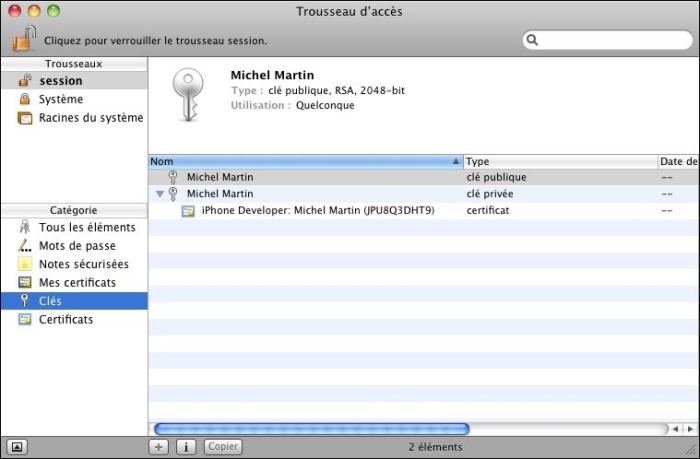 Trousseau d'accès
Cliquez pour verrouiller le trousseau session.
Trousseaux
session
Système
Racines du système
Michel Martin
Type : clé publique, RSA, 2048-bit
Utilisation : Quelconque
Nom Type Date de
Michel Martin clé publique --
Michel Martin clé privée --
iPhone Developer: Michel Martin (JPU8Q3DHT9) certificat --
Catégorie
Tous les éléments
Mots de passe
Notes sécurisées
Mes certificats
Clés
Certificats
+ i Copier 2 éléments